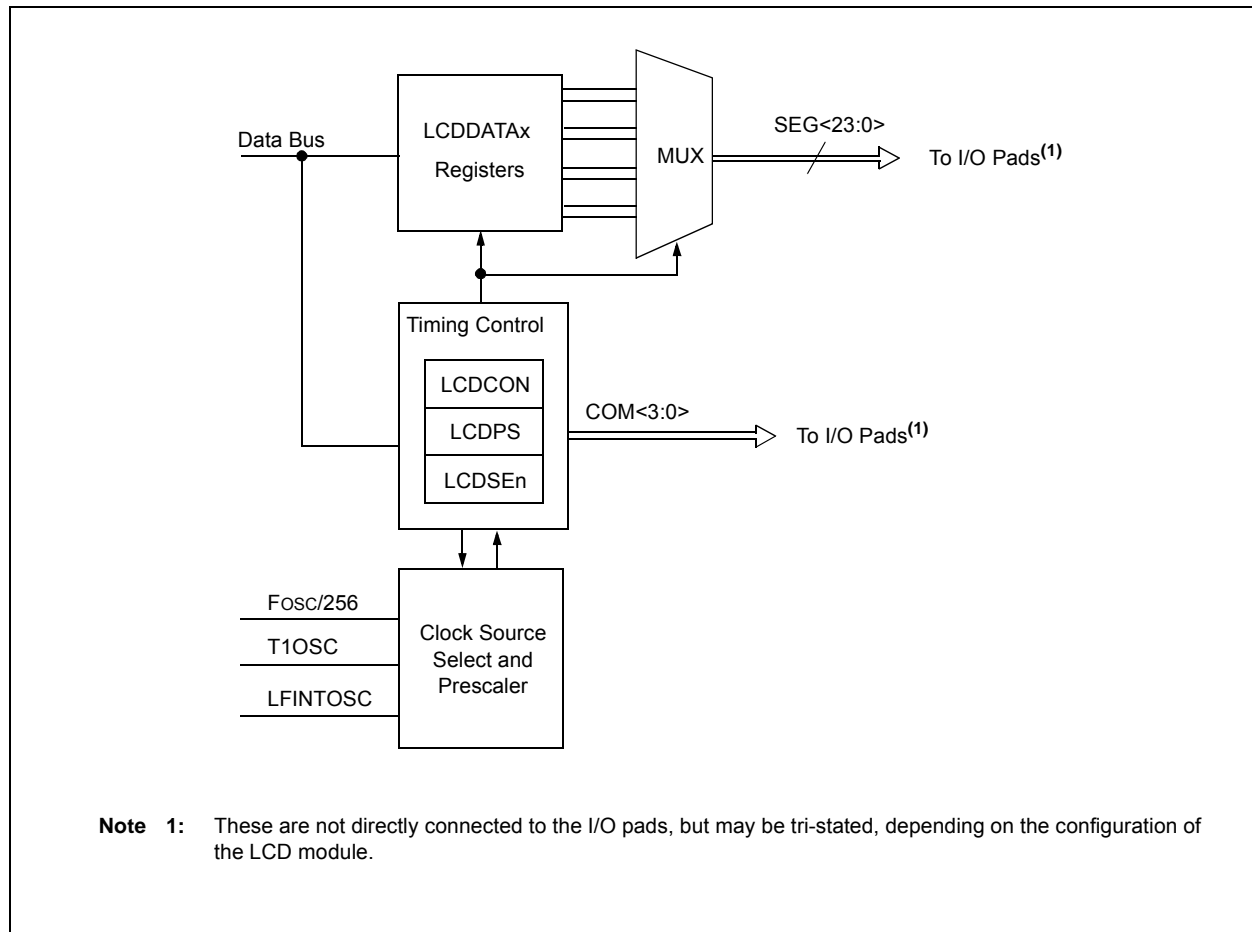 Data Bus
LCDDATAx
Registers
MUX
SEG<23:0>
To I/O Pads(1)
Timing Control
LCDCON
LCDPS
LCDSEn
COM<3:0>
To I/O Pads(1)
FOSC/256
T1OSC
LFINTOSC
Clock Source
Select and
Prescaler
Note 1: These are not directly connected to the I/O pads, but may be tri-stated, depending on the configuration of
the LCD module.